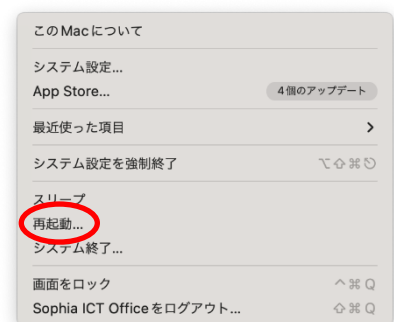 このMacについて
システム設定...
App Store... 4個のアップデート
最近使った項目 >
システム設定を強制終了 ⌥⇧⌘⎋
スリープ
再起動...
システム終了...
画面をロック ^⌘Q
Sophia ICT Officeをログアウト... ⇧⌘Q